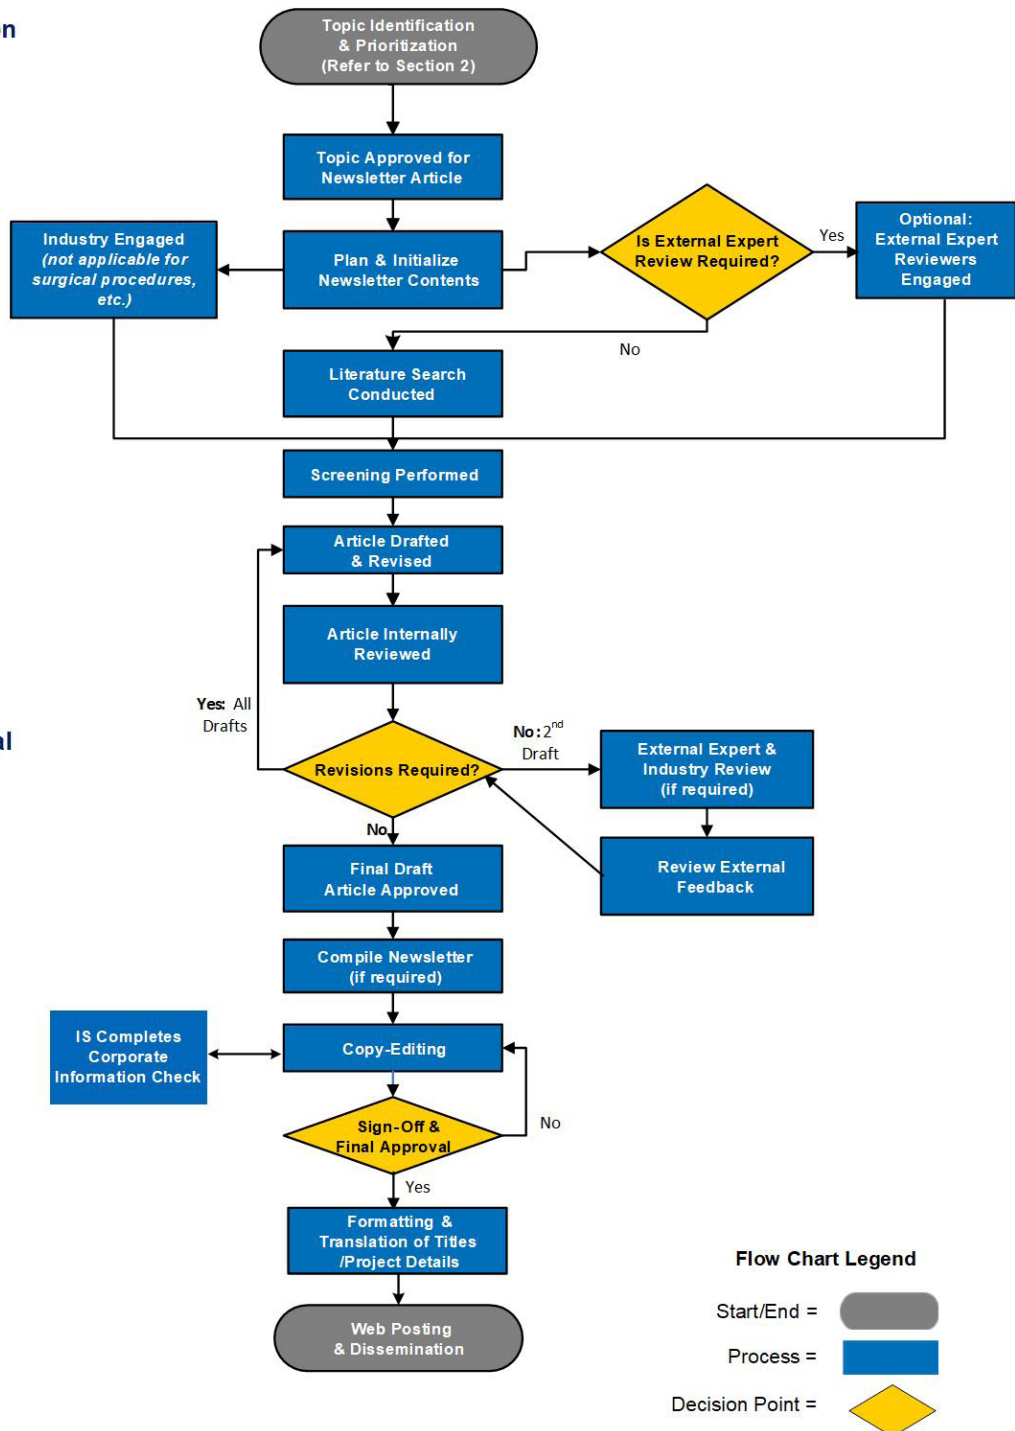 on
Topic Identification
& Prioritization
(Refer to Section 2)
Topic Approved for
Newsletter Article
Industry Engaged
(not applicable for
surgical procedures,
etc.)
Plan & Initialize
Newsletter Contents
Is External Expert
Review Required?
Yes
Optional:
External Expert
Reviewers
Engaged
No
Literature Search
Conducted
Screening Performed
Article Drafted
& Revised
Article Internally
Reviewed
Yes: All
Drafts
al
Revisions Required?
No: 2nd
Draft
External Expert &
Industry Review
(if required)
No
Review External
Feedback
Final Draft
Article Approved
Compile Newsletter
(if required)
IS Completes
Corporate
Information Check
Copy-Editing
Sign-Off &
Final Approval
No
Yes
Formatting &
Translation of Titles
/Project Details
Web Posting
& Dissemination
Flow Chart Legend
Start/End =
Process =
Decision Point =